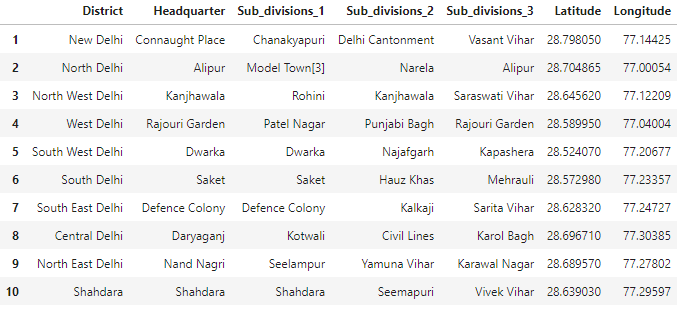 District Headquarter Sub_divisions_1 Sub_divisions_2 Sub_divisions_3 Latitude Longitude
1 New Delhi Connaught Place Chanakyapuri Delhi Cantonment Vasant Vihar 28.798050 77.14425
2 North Delhi Alipur Model Town[3] Narela Alipur 28.704865 77.00054
3 North West Delhi Kanjhawala Rohini Kanjhawala Saraswati Vihar 28.645620 77.12209
4 West Delhi Rajouri Garden Patel Nagar Punjabi Bagh Rajouri Garden 28.589950 77.04004
5 South West Delhi Dwarka Dwarka Najafgarh Kapashera 28.524070 77.20677
6 South Delhi Saket Saket Hauz Khas Mehrauli 28.572980 77.23357
7 South East Delhi Defence Colony Defence Colony Kalkaji Sarita Vihar 28.628320 77.24727
8 Central Delhi Daryaganj Kotwali Civil Lines Karol Bagh 28.696710 77.30385
9 North East Delhi Nand Nagri Seelampur Yamuna Vihar Karawal Nagar 28.689570 77.27802
10 Shahdara Shahdara Shahdara Seemapuri Vivek Vihar 28.639030 77.29597